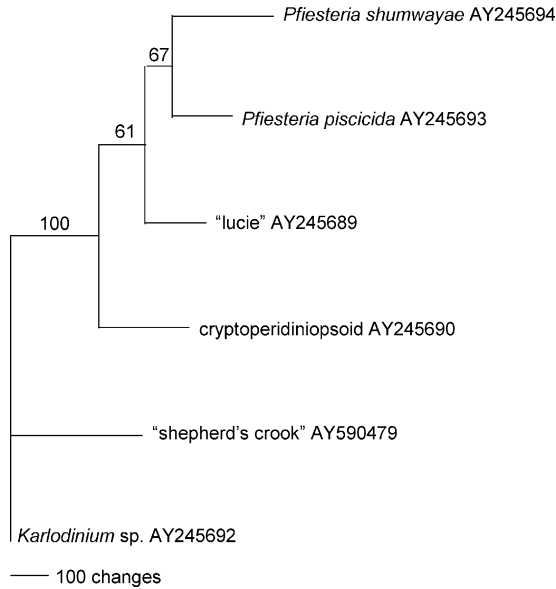 Pfiesteria shumwayae AY245694
67
Pfiesteria piscicida AY245693
61
“lucie” AY245689
100
cryptoperidiniopsoid AY245690
“shepherd’s crook” AY590479
Karlodinium sp. AY245692
100 changes